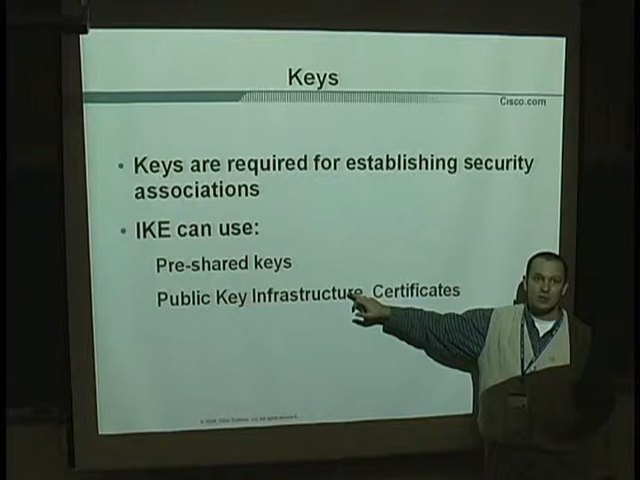 Keys
Cisco.com
• Keys are required for establishing security
associations
• IKE can use:
Pre-shared keys
Public Key Infrastructure Certificates